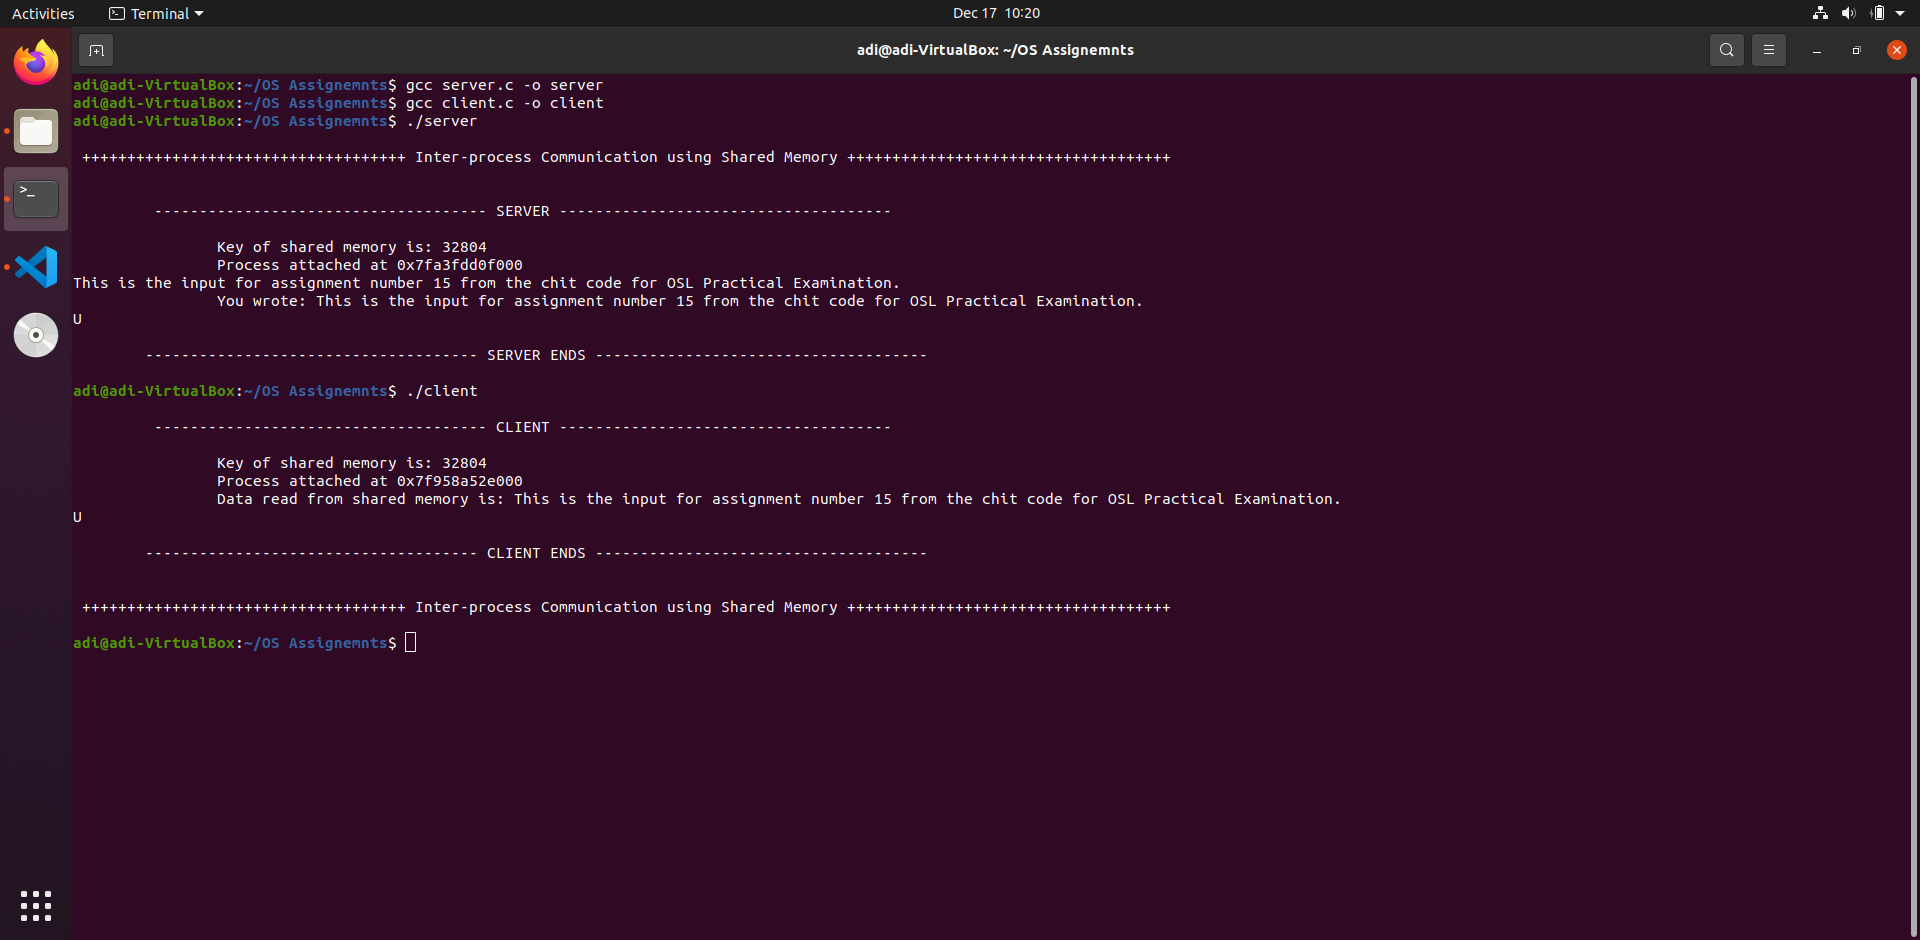 Activities Terminal Dec 17 10:20
adi@adi-VirtualBox: ~/OS Assignemnts
adi@adi-VirtualBox:~/OS Assignemnts$ gcc server.c -o server
adi@adi-VirtualBox:~/OS Assignemnts$ gcc client.c -o client
adi@adi-VirtualBox:~/OS Assignemnts$ ./server
++++++++++++++++++++++++++++++++++++ Inter-process Communication using Shared Memory ++++++++++++++++++++++++++++++++++++
------------------------------------- SERVER -------------------------------------
Key of shared memory is: 32804
Process attached at 0x7fa3fdd0f000
This is the input for assignment number 15 from the chit code for OSL Practical Examination.
You wrote: This is the input for assignment number 15 from the chit code for OSL Practical Examination.
U
------------------------------------- SERVER ENDS -------------------------------------
adi@adi-VirtualBox:~/OS Assignemnts$ ./client
------------------------------------- CLIENT -------------------------------------
Key of shared memory is: 32804
Process attached at 0x7f958a52e000
Data read from shared memory is: This is the input for assignment number 15 from the chit code for OSL Practical Examination.
U
------------------------------------- CLIENT ENDS -------------------------------------
++++++++++++++++++++++++++++++++++++ Inter-process Communication using Shared Memory ++++++++++++++++++++++++++++++++++++
adi@adi-VirtualBox:~/OS Assignemnts$